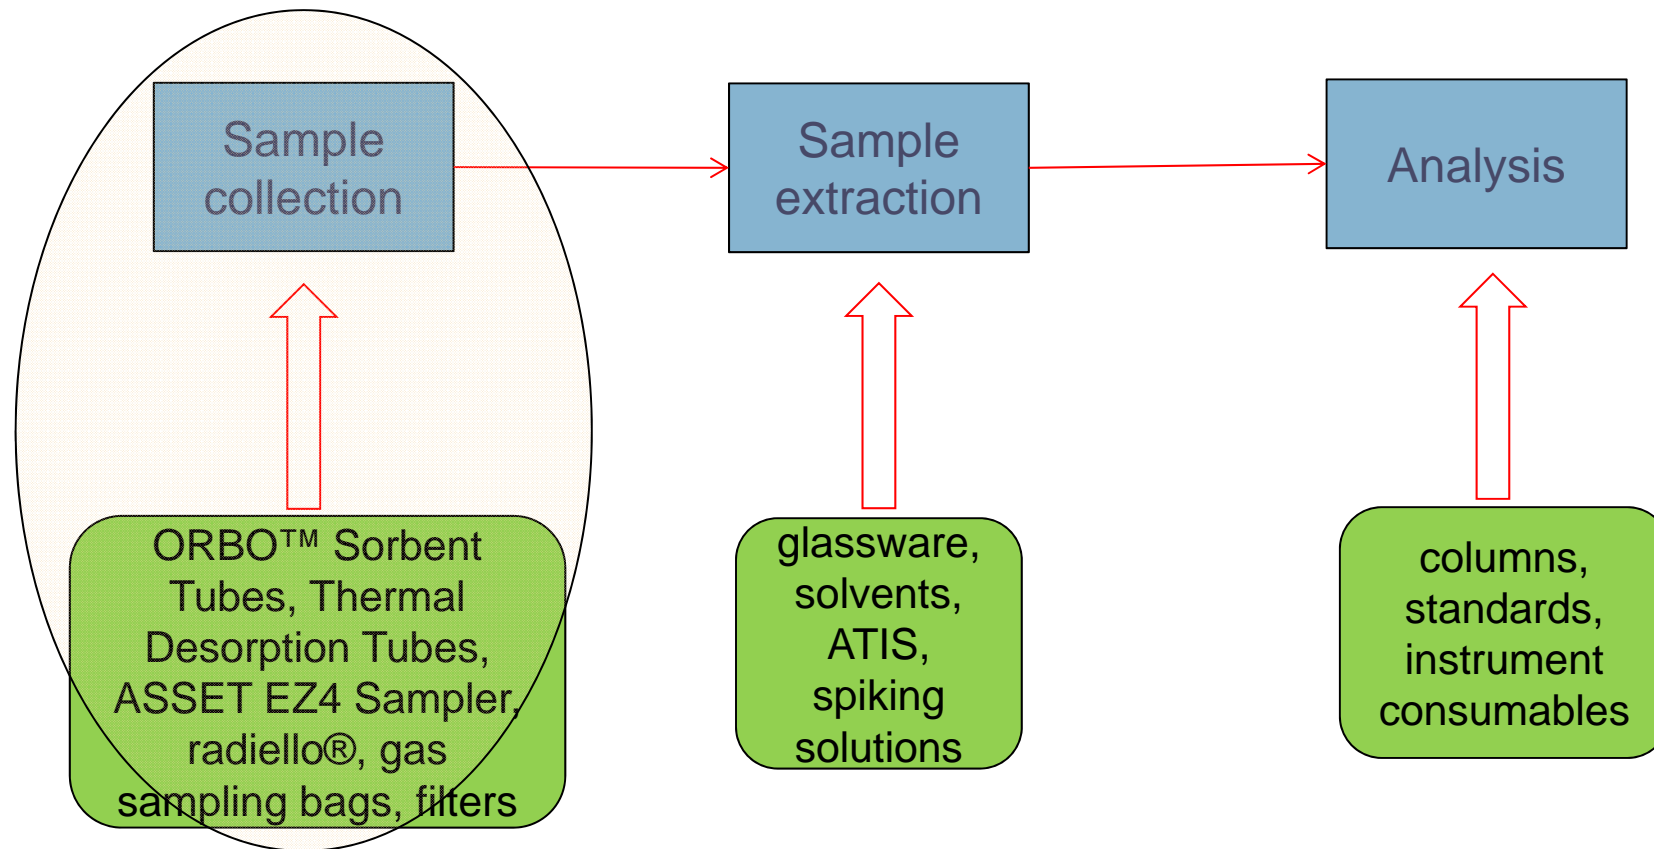 Sample
collection
Sample
extraction
Analysis
ORBO™ Sorbent
Tubes, Thermal
Desorption Tubes,
ASSET EZ4 Sampler,
radiello®, gas
sampling bags, filters
glassware,
solvents,
ATIS,
spiking
solutions
columns,
standards,
instrument
consumables